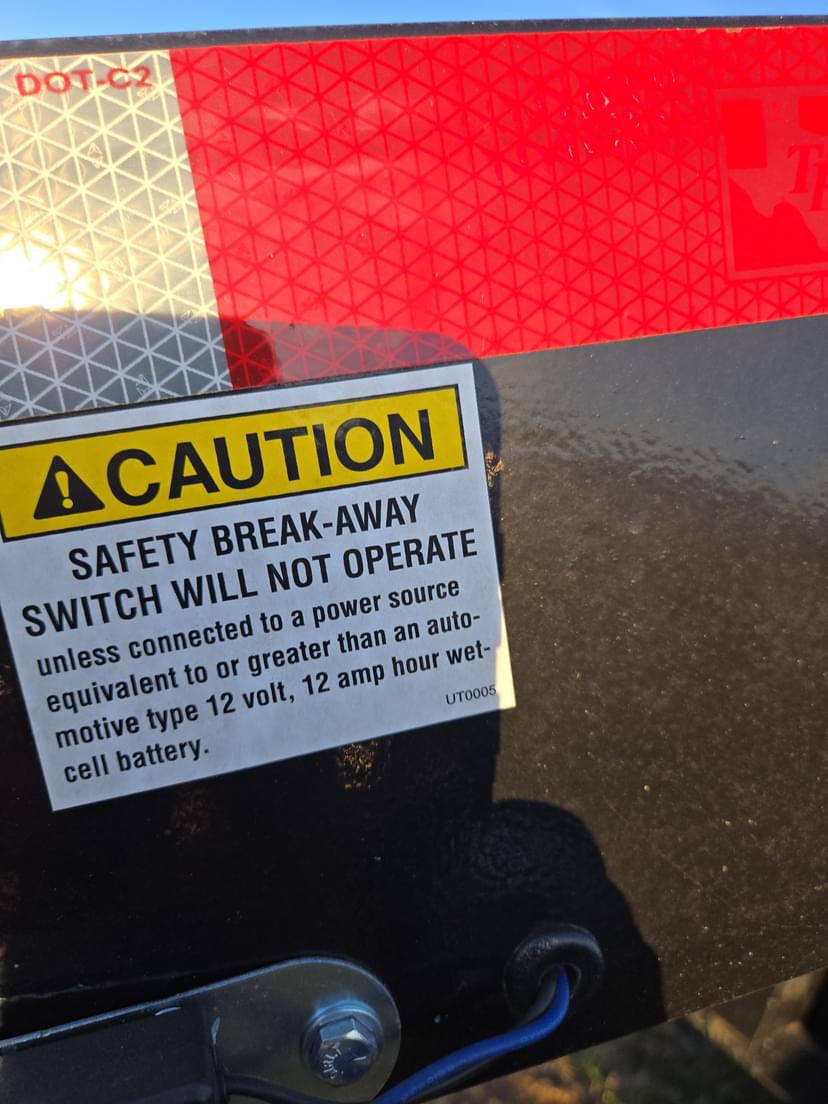 DOT-C2
CAUTION
SAFETY BREAK-AWAY
SWITCH WILL NOT OPERATE
unless connected to a power source
equivalent to or greater than an auto-
motive type 12 volt, 12 amp hour wet-
cell battery.
UT0005